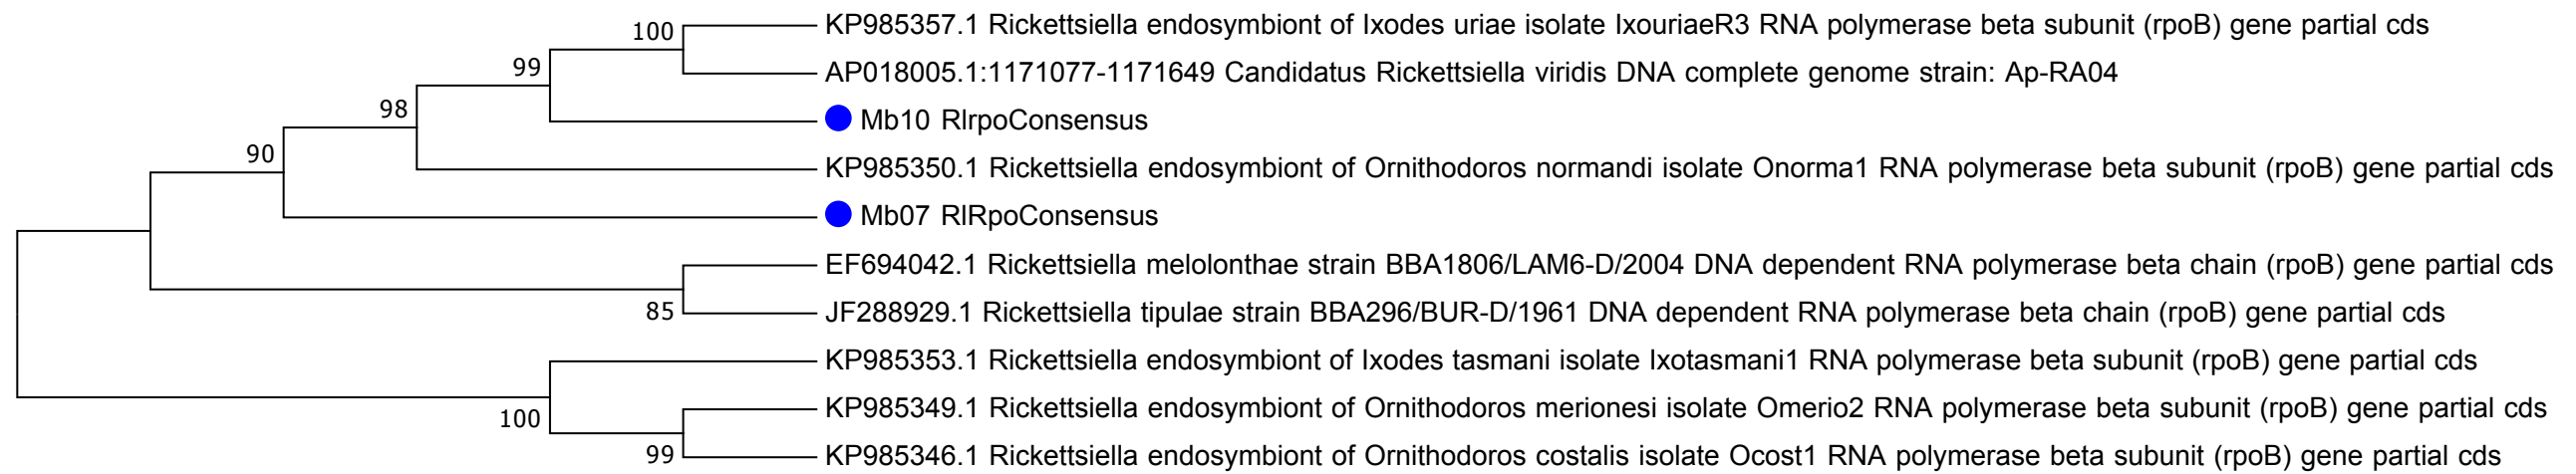 100
KP985357.1 Rickettsiella endosymbiont of Ixodes uriae isolate IxouriaeR3 RNA polymerase beta subunit (rpoB) gene partial cds
99
AP018005.1:1171077-1171649 Candidatus Rickettsiella viridis DNA complete genome strain: Ap-RA04
98
Mb10 RlrpoConsensus
90
KP985350.1 Rickettsiella endosymbiont of Ornithodoros normandi isolate Onorma1 RNA polymerase beta subunit (rpoB) gene partial cds
Mb07 RlRpoConsensus
EF694042.1 Rickettsiella melolonthae strain BBA1806/LAM6-D/2004 DNA dependent RNA polymerase beta chain (rpoB) gene partial cds
85
JF288929.1 Rickettsiella tipulae strain BBA296/BUR-D/1961 DNA dependent RNA polymerase beta chain (rpoB) gene partial cds
KP985353.1 Rickettsiella endosymbiont of Ixodes tasmani isolate Ixotasmani1 RNA polymerase beta subunit (rpoB) gene partial cds
100
KP985349.1 Rickettsiella endosymbiont of Ornithodoros merionesi isolate Omerio2 RNA polymerase beta subunit (rpoB) gene partial cds
99
KP985346.1 Rickettsiella endosymbiont of Ornithodoros costalis isolate Ocost1 RNA polymerase beta subunit (rpoB) gene partial cds